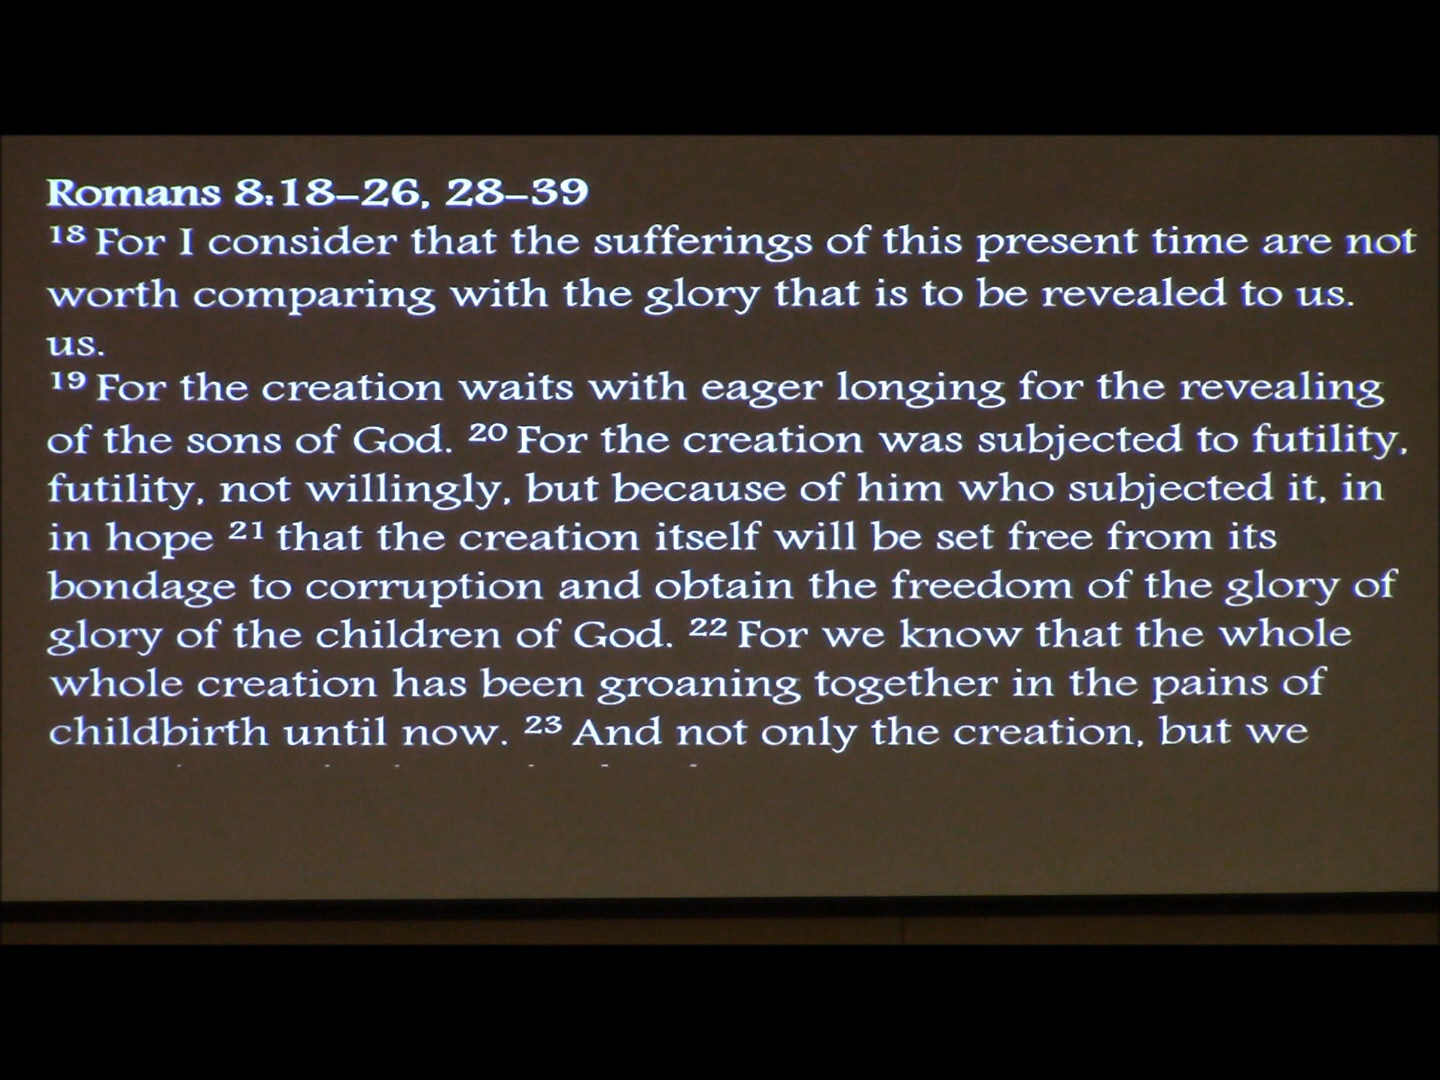 Romans 8:18–26, 28–39
18 For I consider that the sufferings of this present time are not
worth comparing with the glory that is to be revealed to us.
us.
19 For the creation waits with eager longing for the revealing
of the sons of God. 20 For the creation was subjected to futility,
futility, not willingly, but because of him who subjected it, in
in hope 21 that the creation itself will be set free from its
bondage to corruption and obtain the freedom of the glory of
glory of the children of God. 22 For we know that the whole
whole creation has been groaning together in the pains of
childbirth until now. 23 And not only the creation, but we